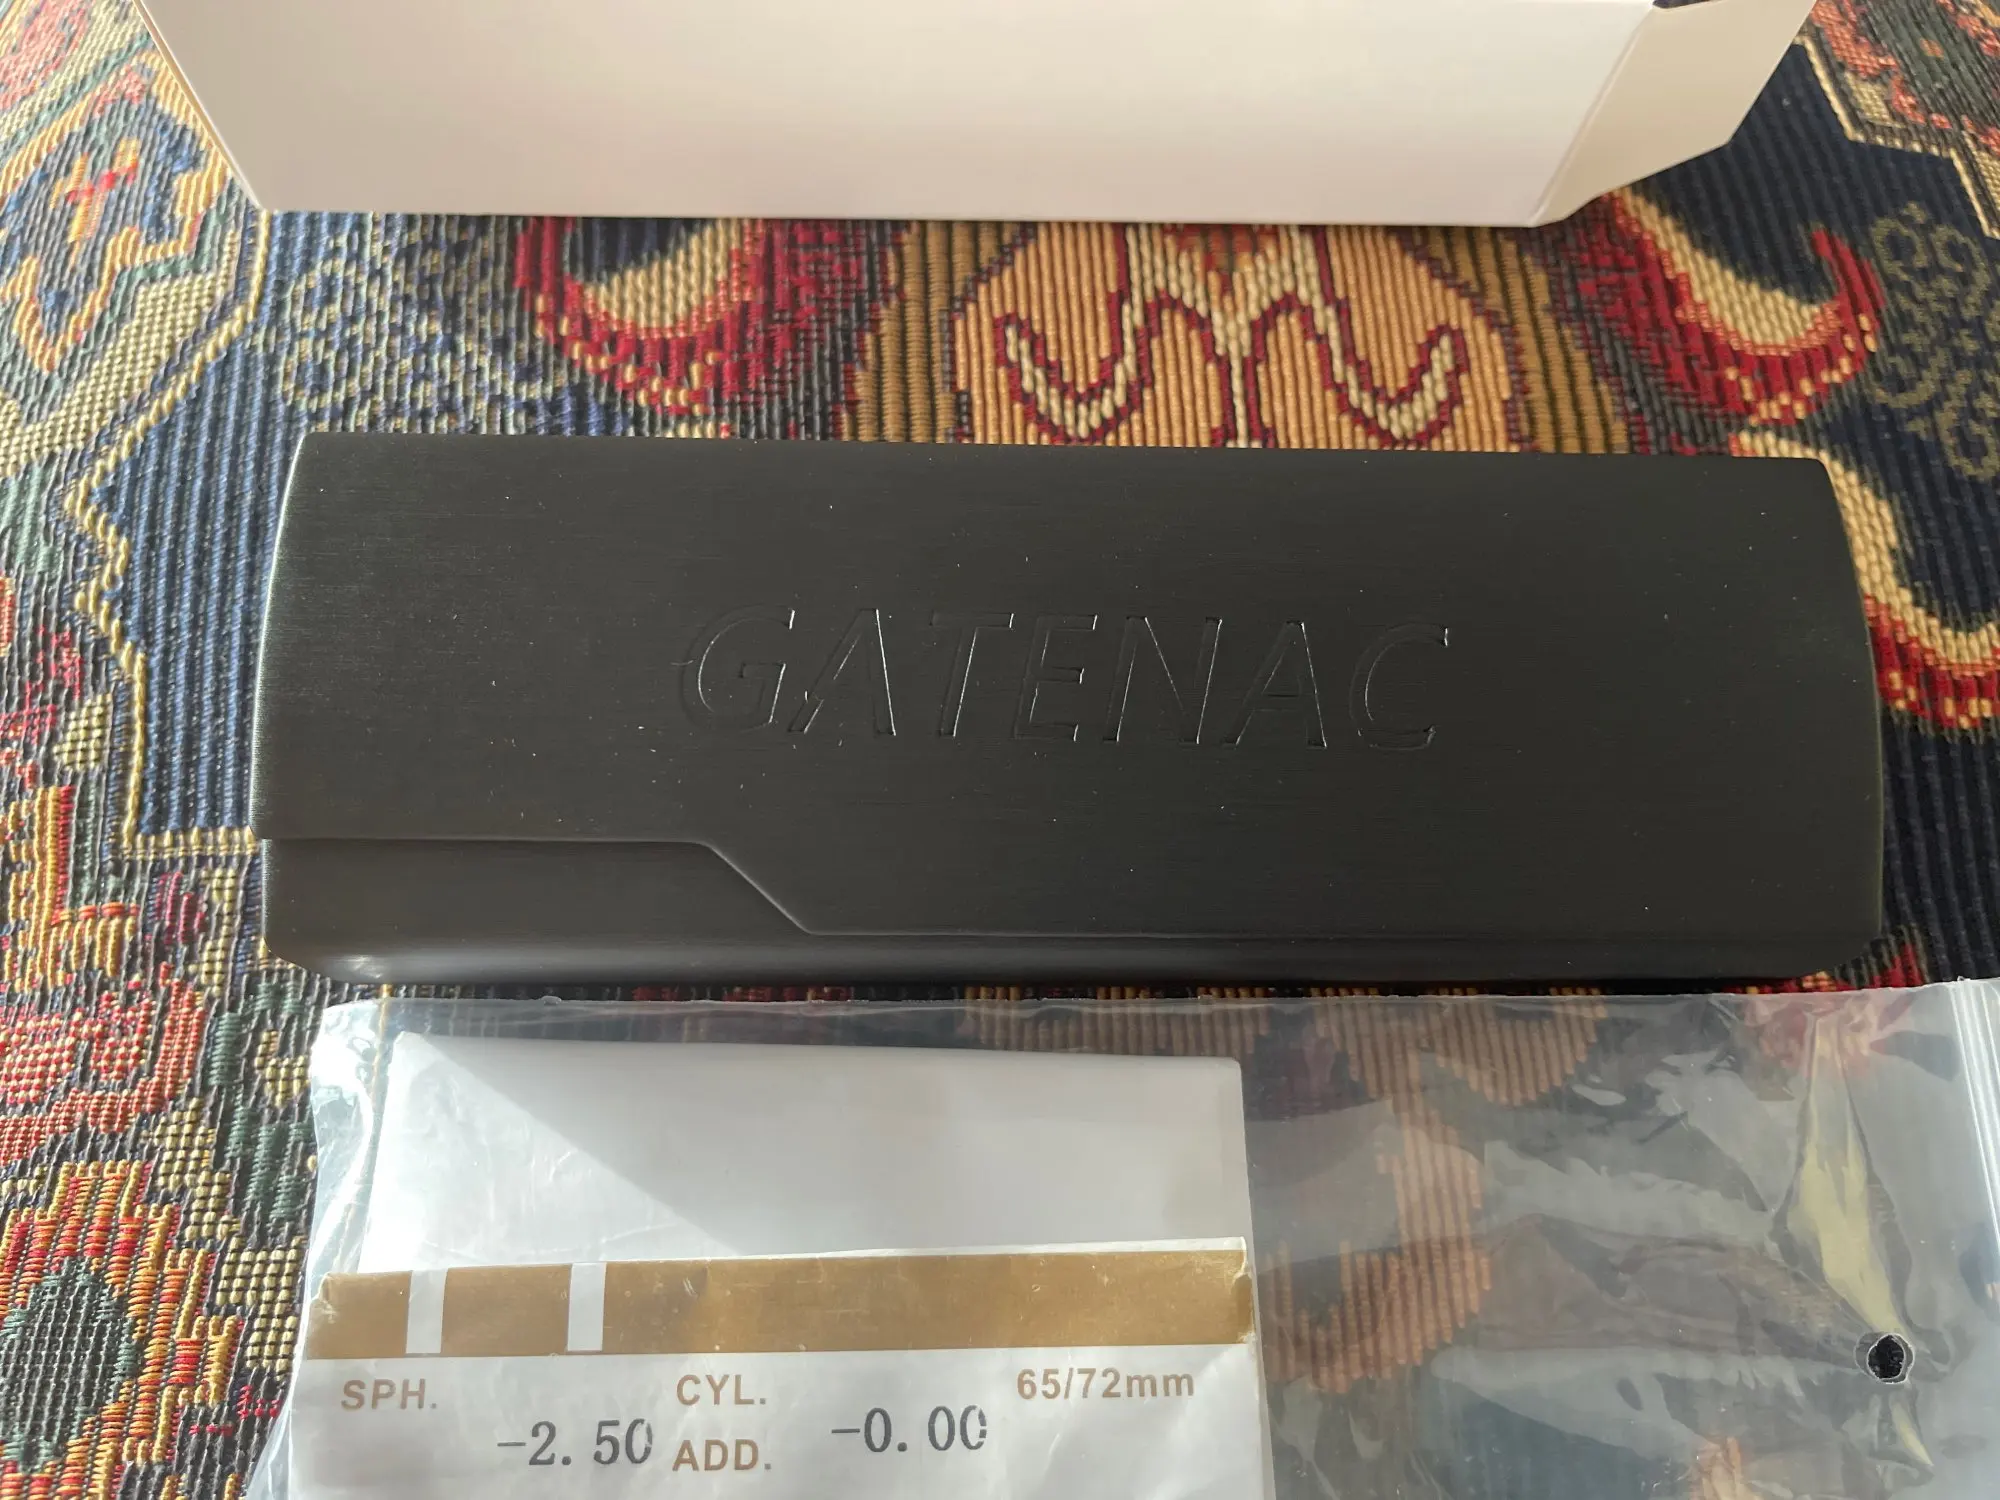 GATENAC
SPH. CYL. 65/72mm
-2.50 -0.00
ADD.